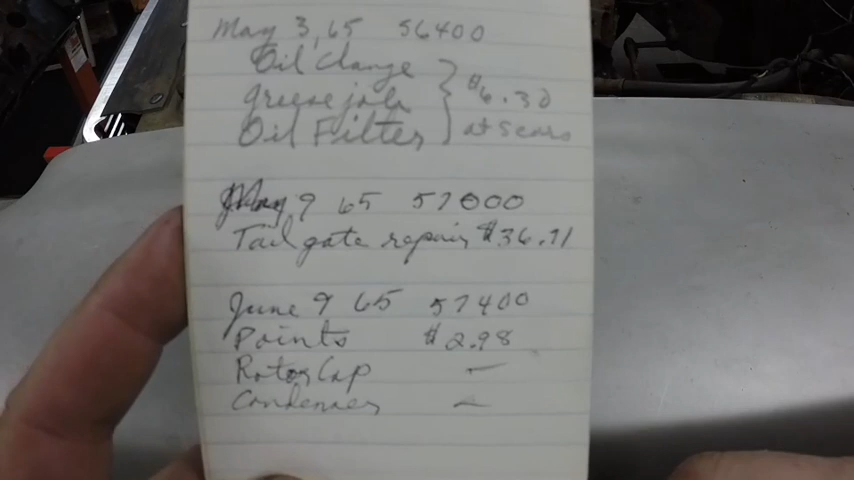 May 3, 65 56400
Oil Change
greese job } $6.30
Oil Filter at Sears
May 9 65 57000
Tail gate repair $36.71
June 9 65 57400
Points $2.98
Rotor Cap -
Condenser -